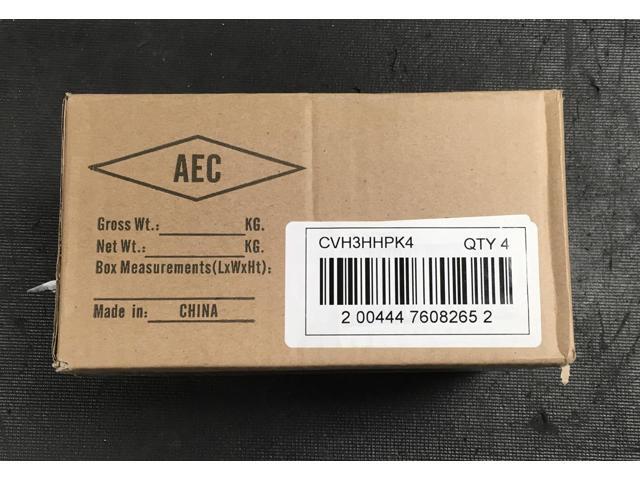 AEC
Gross Wt.: KG.
Net Wt.: KG.
Box Measurements(LxWxHt):
Made in: CHINA
CVH3HHPK4 QTY 4
2 00444 7608265 2